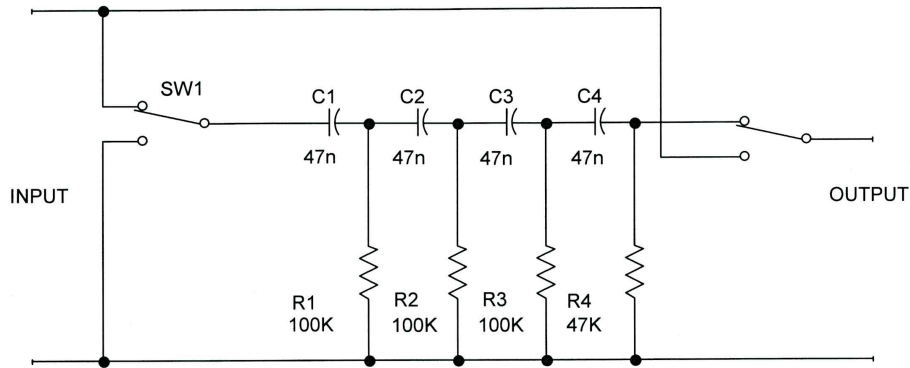 SW1
C1
C2
C3
C4
47n
47n
47n
47n
INPUT
OUTPUT
R1
100K
R2
100K
R3
100K
R4
47K